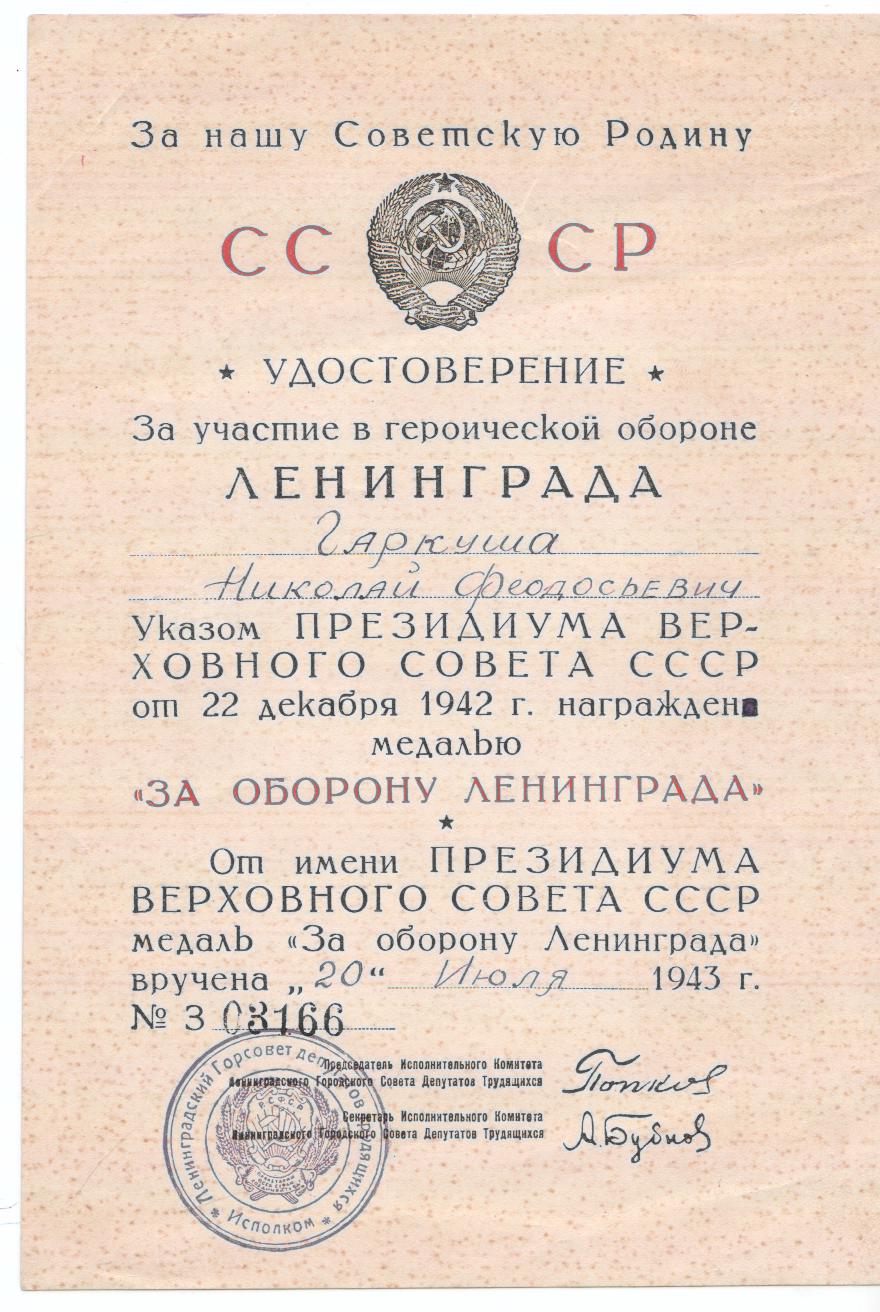 За нашу Советскую Родину
СССР
★ УДОСТОВЕРЕНИЕ ★
За участие в героической обороне
ЛЕНИНГРАДА
Гаркуша
Николай Феодосьевич
Указом ПРЕЗИДИУМА ВЕР-
ХОВНОГО СОВЕТА СССР
от 22 декабря 1942 г. награжден
медалью
«ЗА ОБОРОНУ ЛЕНИНГРАДА»
★
От имени ПРЕЗИДИУМА
ВЕРХОВНОГО СОВЕТА СССР
медаль «За оборону Ленинграда»
вручена „20“ Июля 1943 г.
№ З 03166
Председатель Исполнительного Комитета
Ленинградского Городского Совета Депутатов Трудящихся
Попков
Секретарь Исполнительного Комитета
Ленинградского Городского Совета Депутатов Трудящихся
А. Бубнов
Ленинградский Горсовет депутатов трудящихся
* Исполком *
РСФСР